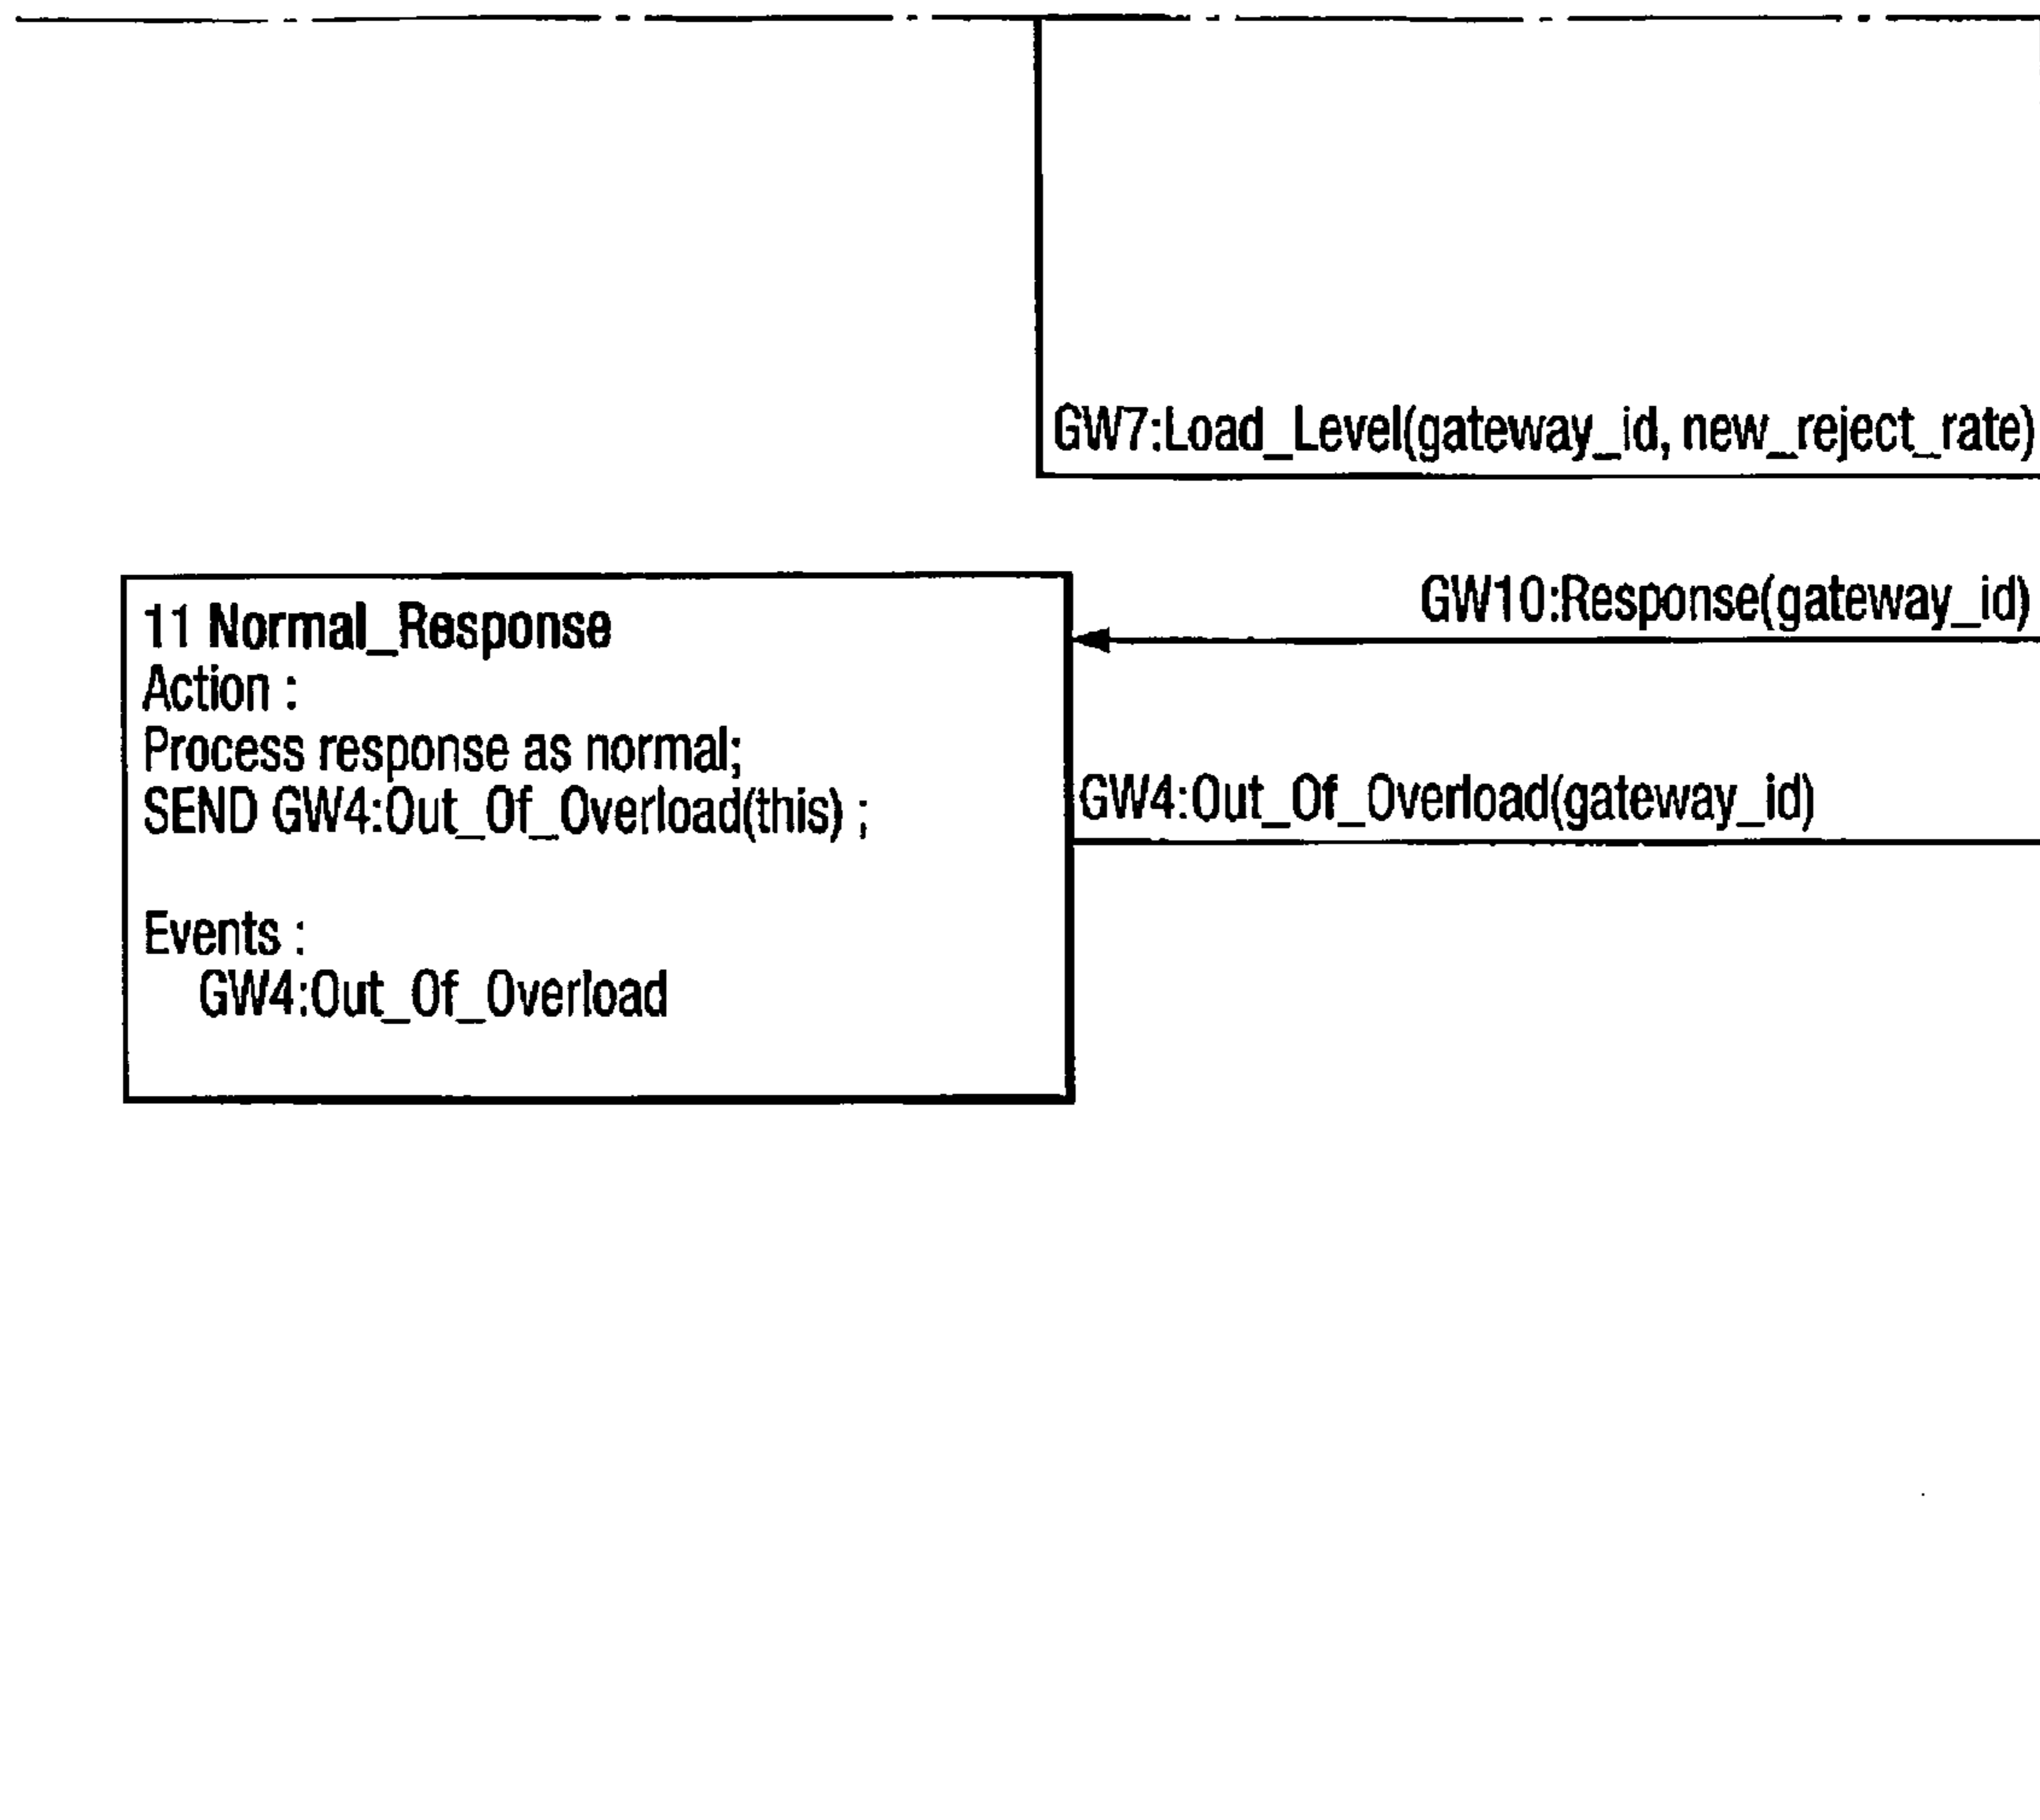 GW7:Load_Level(gateway_id, new_reject_rate)
GW10:Response(gateway_id)
11 Normal_Response
Action :
Process response as normal;
SEND GW4:Out_Of_Overload(this) ;
GW4:Out_Of_Overload(gateway_id)
Events :
GW4:Out_Of_Overload